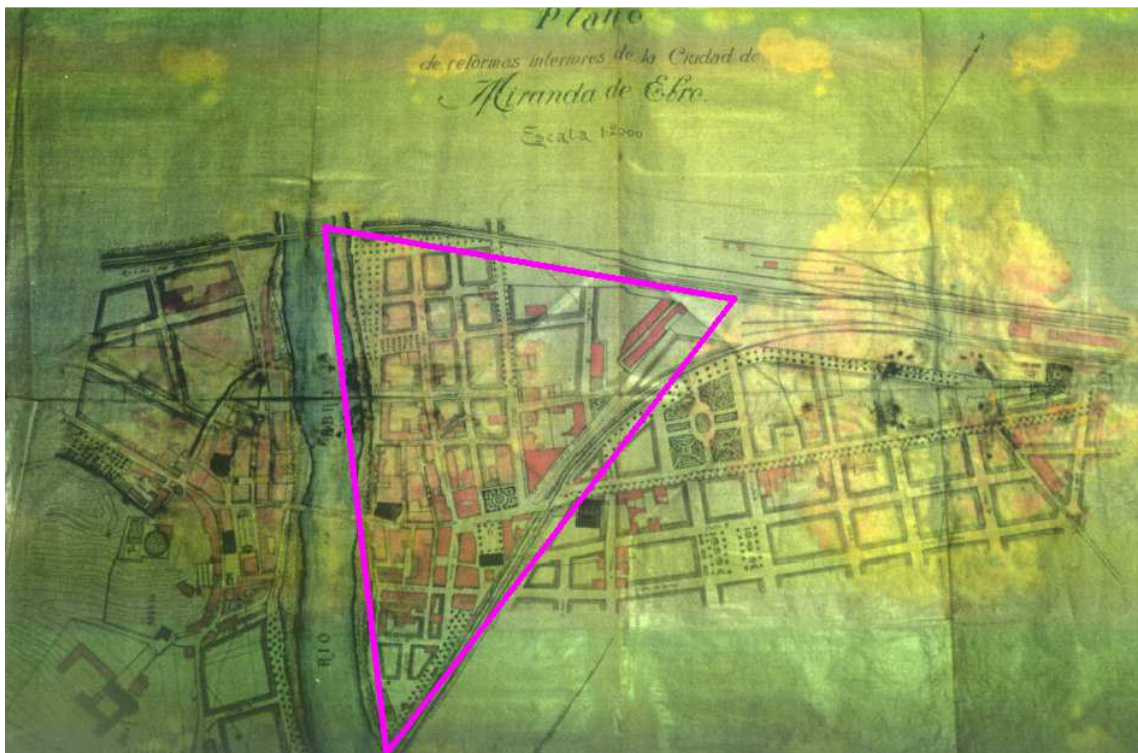 Plano
de reformas interiores de la Ciudad de
Miranda de Ebro.
Escala 1:2000
RIO